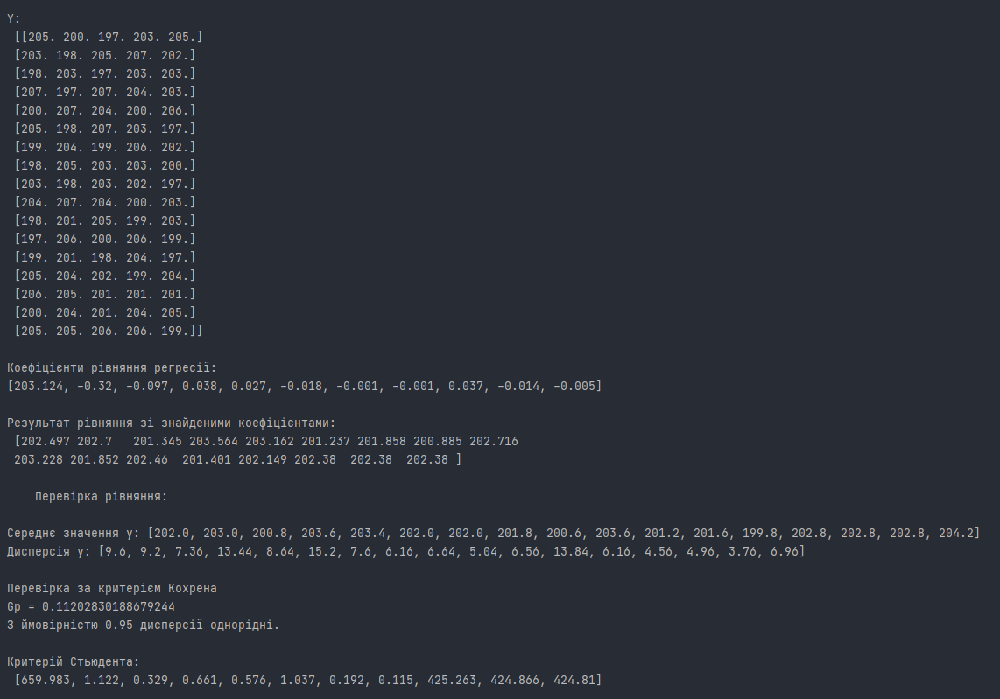 Y:
[[205. 200. 197. 203. 205.]
[203. 198. 205. 207. 202.]
[198. 203. 197. 203. 203.]
[207. 197. 207. 204. 203.]
[200. 207. 204. 200. 206.]
[205. 198. 207. 203. 197.]
[199. 204. 199. 206. 202.]
[198. 205. 203. 203. 200.]
[203. 198. 203. 202. 197.]
[204. 207. 204. 200. 203.]
[198. 201. 205. 199. 203.]
[197. 206. 200. 206. 199.]
[199. 201. 198. 204. 197.]
[205. 204. 202. 199. 204.]
[206. 205. 201. 201. 201.]
[200. 204. 201. 204. 205.]
[205. 205. 206. 206. 199.]]
Коефіцієнти рівняння регресії:
[203.124, -0.32, -0.097, 0.038, 0.027, -0.018, -0.001, -0.001, 0.037, -0.014, -0.005]
Результат рівняння зі знайденими коефіцієнтами:
[202.497 202.7   201.345 203.564 203.162 201.237 201.858 200.885 202.716
203.228 201.852 202.46  201.401 202.149 202.38  202.38  202.38 ]
Перевірка рівняння:
Середнє значення y: [202.0, 203.0, 200.8, 203.6, 203.4, 202.0, 202.0, 201.8, 200.6, 203.6, 201.2, 201.6, 199.8, 202.8, 202.8, 202.8, 204.2]
Дисперсія y: [9.6, 9.2, 7.36, 13.44, 8.64, 15.2, 7.6, 6.16, 6.64, 5.04, 6.56, 13.84, 6.16, 4.56, 4.96, 3.76, 6.96]
Перевірка за критерієм Кохрена
Gp = 0.11202830188679244
З ймовірністю 0.95 дисперсії однорідні.
Критерій Стьюдента:
[659.983, 1.122, 0.329, 0.661, 0.576, 1.037, 0.192, 0.115, 425.263, 424.866, 424.81]